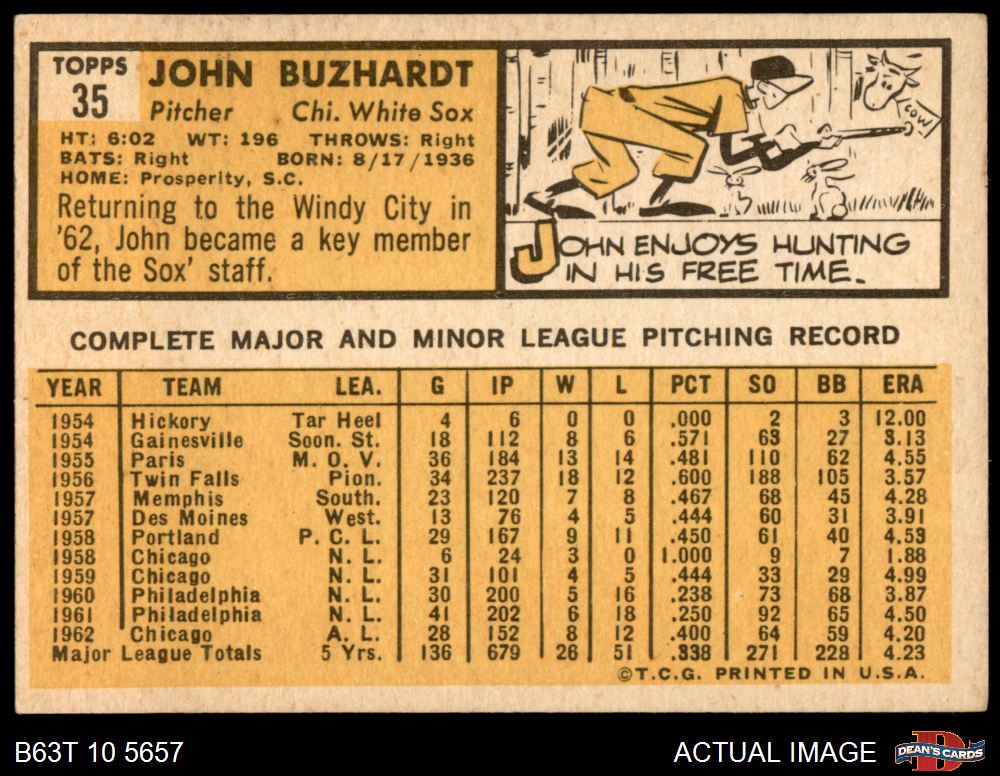 TOPPS
35
JOHN BUZHARDT
Pitcher Chi. White Sox
HT: 6:02 WT: 196 THROWS: Right
BATS: Right BORN: 8/17/1936
HOME: Prosperity, S.C.
Returning to the Windy City in
'62, John became a key member
of the Sox' staff.
COW
JOHN ENJOYS HUNTING
IN HIS FREE TIME.
COMPLETE MAJOR AND MINOR LEAGUE PITCHING RECORD
YEAR TEAM LEA. G IP W L PCT SO BB ERA
1954 Hickory Tar Heel 4 6 0 0 .000 2 3 12.00
1954 Gainesville Soon. St. 18 112 8 6 .571 63 27 3.13
1955 Paris M. O. V. 36 184 13 14 .481 110 62 4.55
1956 Twin Falls Pion. 34 237 18 12 .600 188 105 3.57
1957 Memphis South. 23 120 7 8 .467 68 45 4.28
1957 Des Moines West. 13 76 4 5 .444 60 31 3.91
1958 Portland P. C. L. 29 167 9 11 .450 61 40 4.53
1958 Chicago N. L. 6 24 3 0 1.000 9 7 1.88
1959 Chicago N. L. 31 101 4 5 .444 33 29 4.99
1960 Philadelphia N. L. 30 200 5 16 .238 73 68 3.87
1961 Philadelphia N. L. 41 202 6 18 .250 92 65 4.50
1962 Chicago A. L. 28 152 8 12 .400 64 59 4.20
Major League Totals 5 Yrs. 136 679 26 51 .338 271 228 4.23
©T.C.G. PRINTED IN U.S.A.
B63T 10 5657 ACTUAL IMAGE DEAN'S CARDS